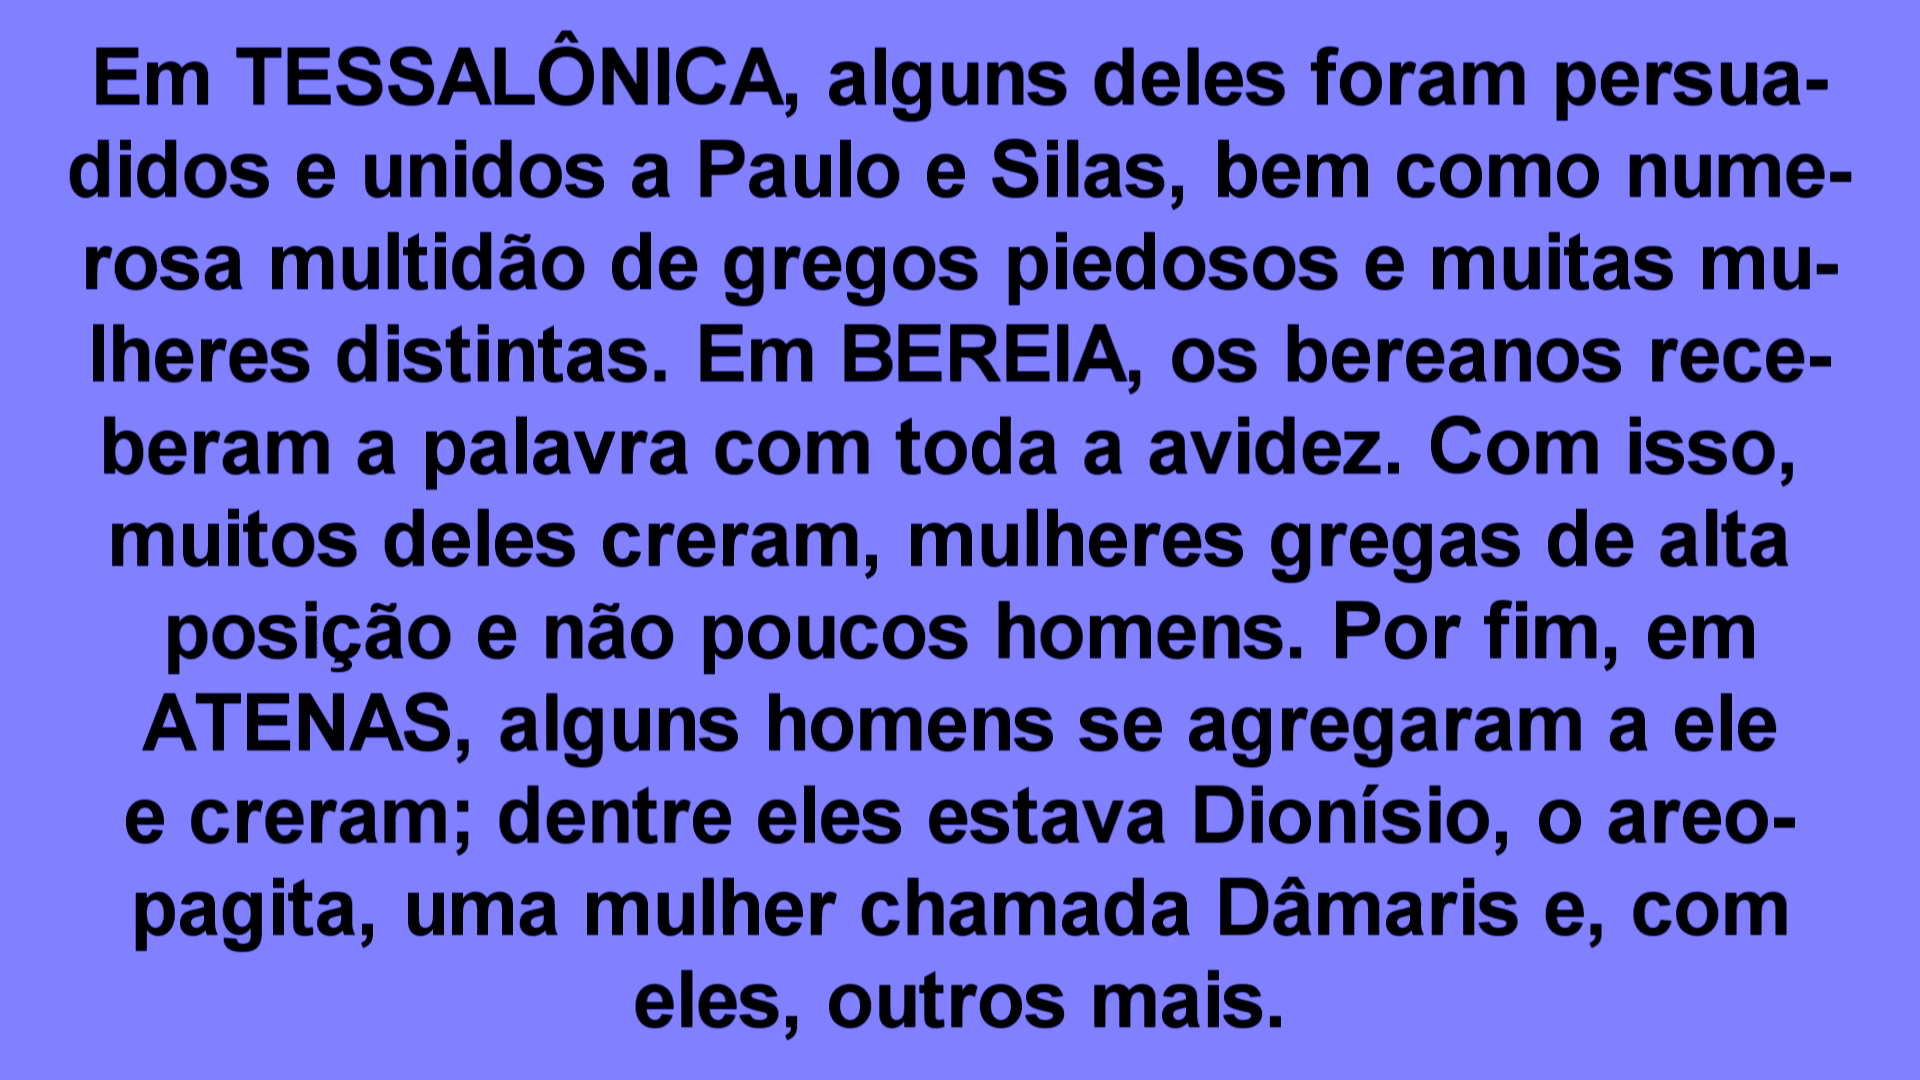 Em TESSALÔNICA, alguns deles foram persua-
didos e unidos a Paulo e Silas, bem como nume-
rosa multidão de gregos piedosos e muitas mu-
lheres distintas. Em BEREIA, os bereanos rece-
beram a palavra com toda a avidez. Com isso,
muitos deles creram, mulheres gregas de alta
posição e não poucos homens. Por fim, em
ATENAS, alguns homens se agregaram a ele
e creram; dentre eles estava Dionísio, o areo-
pagita, uma mulher chamada Dâmaris e, com
eles, outros mais.